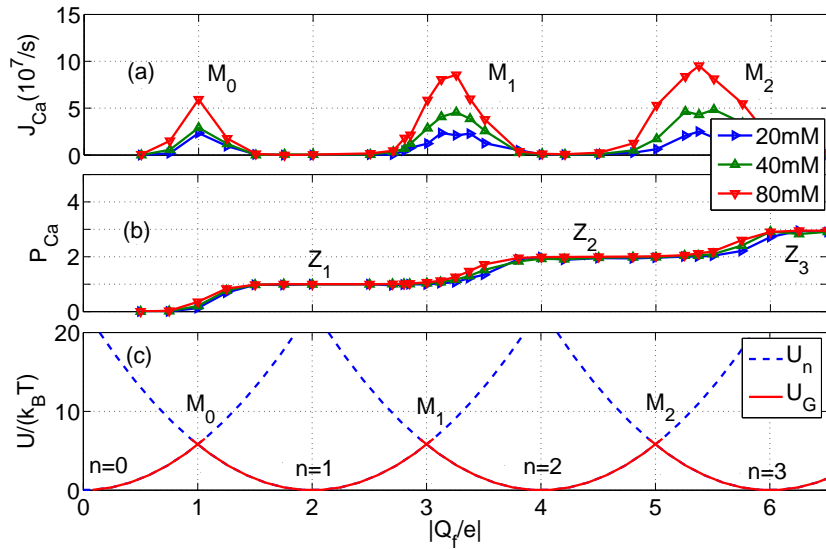 15
10
5
0
J_Ca(10^7/s)
(a)
M_0
M_1
M_2
20mM
40mM
80mM
4
2
0
P_Ca
(b)
Z_1
Z_2
Z_3
20
10
0
U/(k_BT)
(c)
M_0
M_1
M_2
U_n
U_G
n=0
n=1
n=2
n=3
0
1
2
3
4
5
6
|Q_f/e|